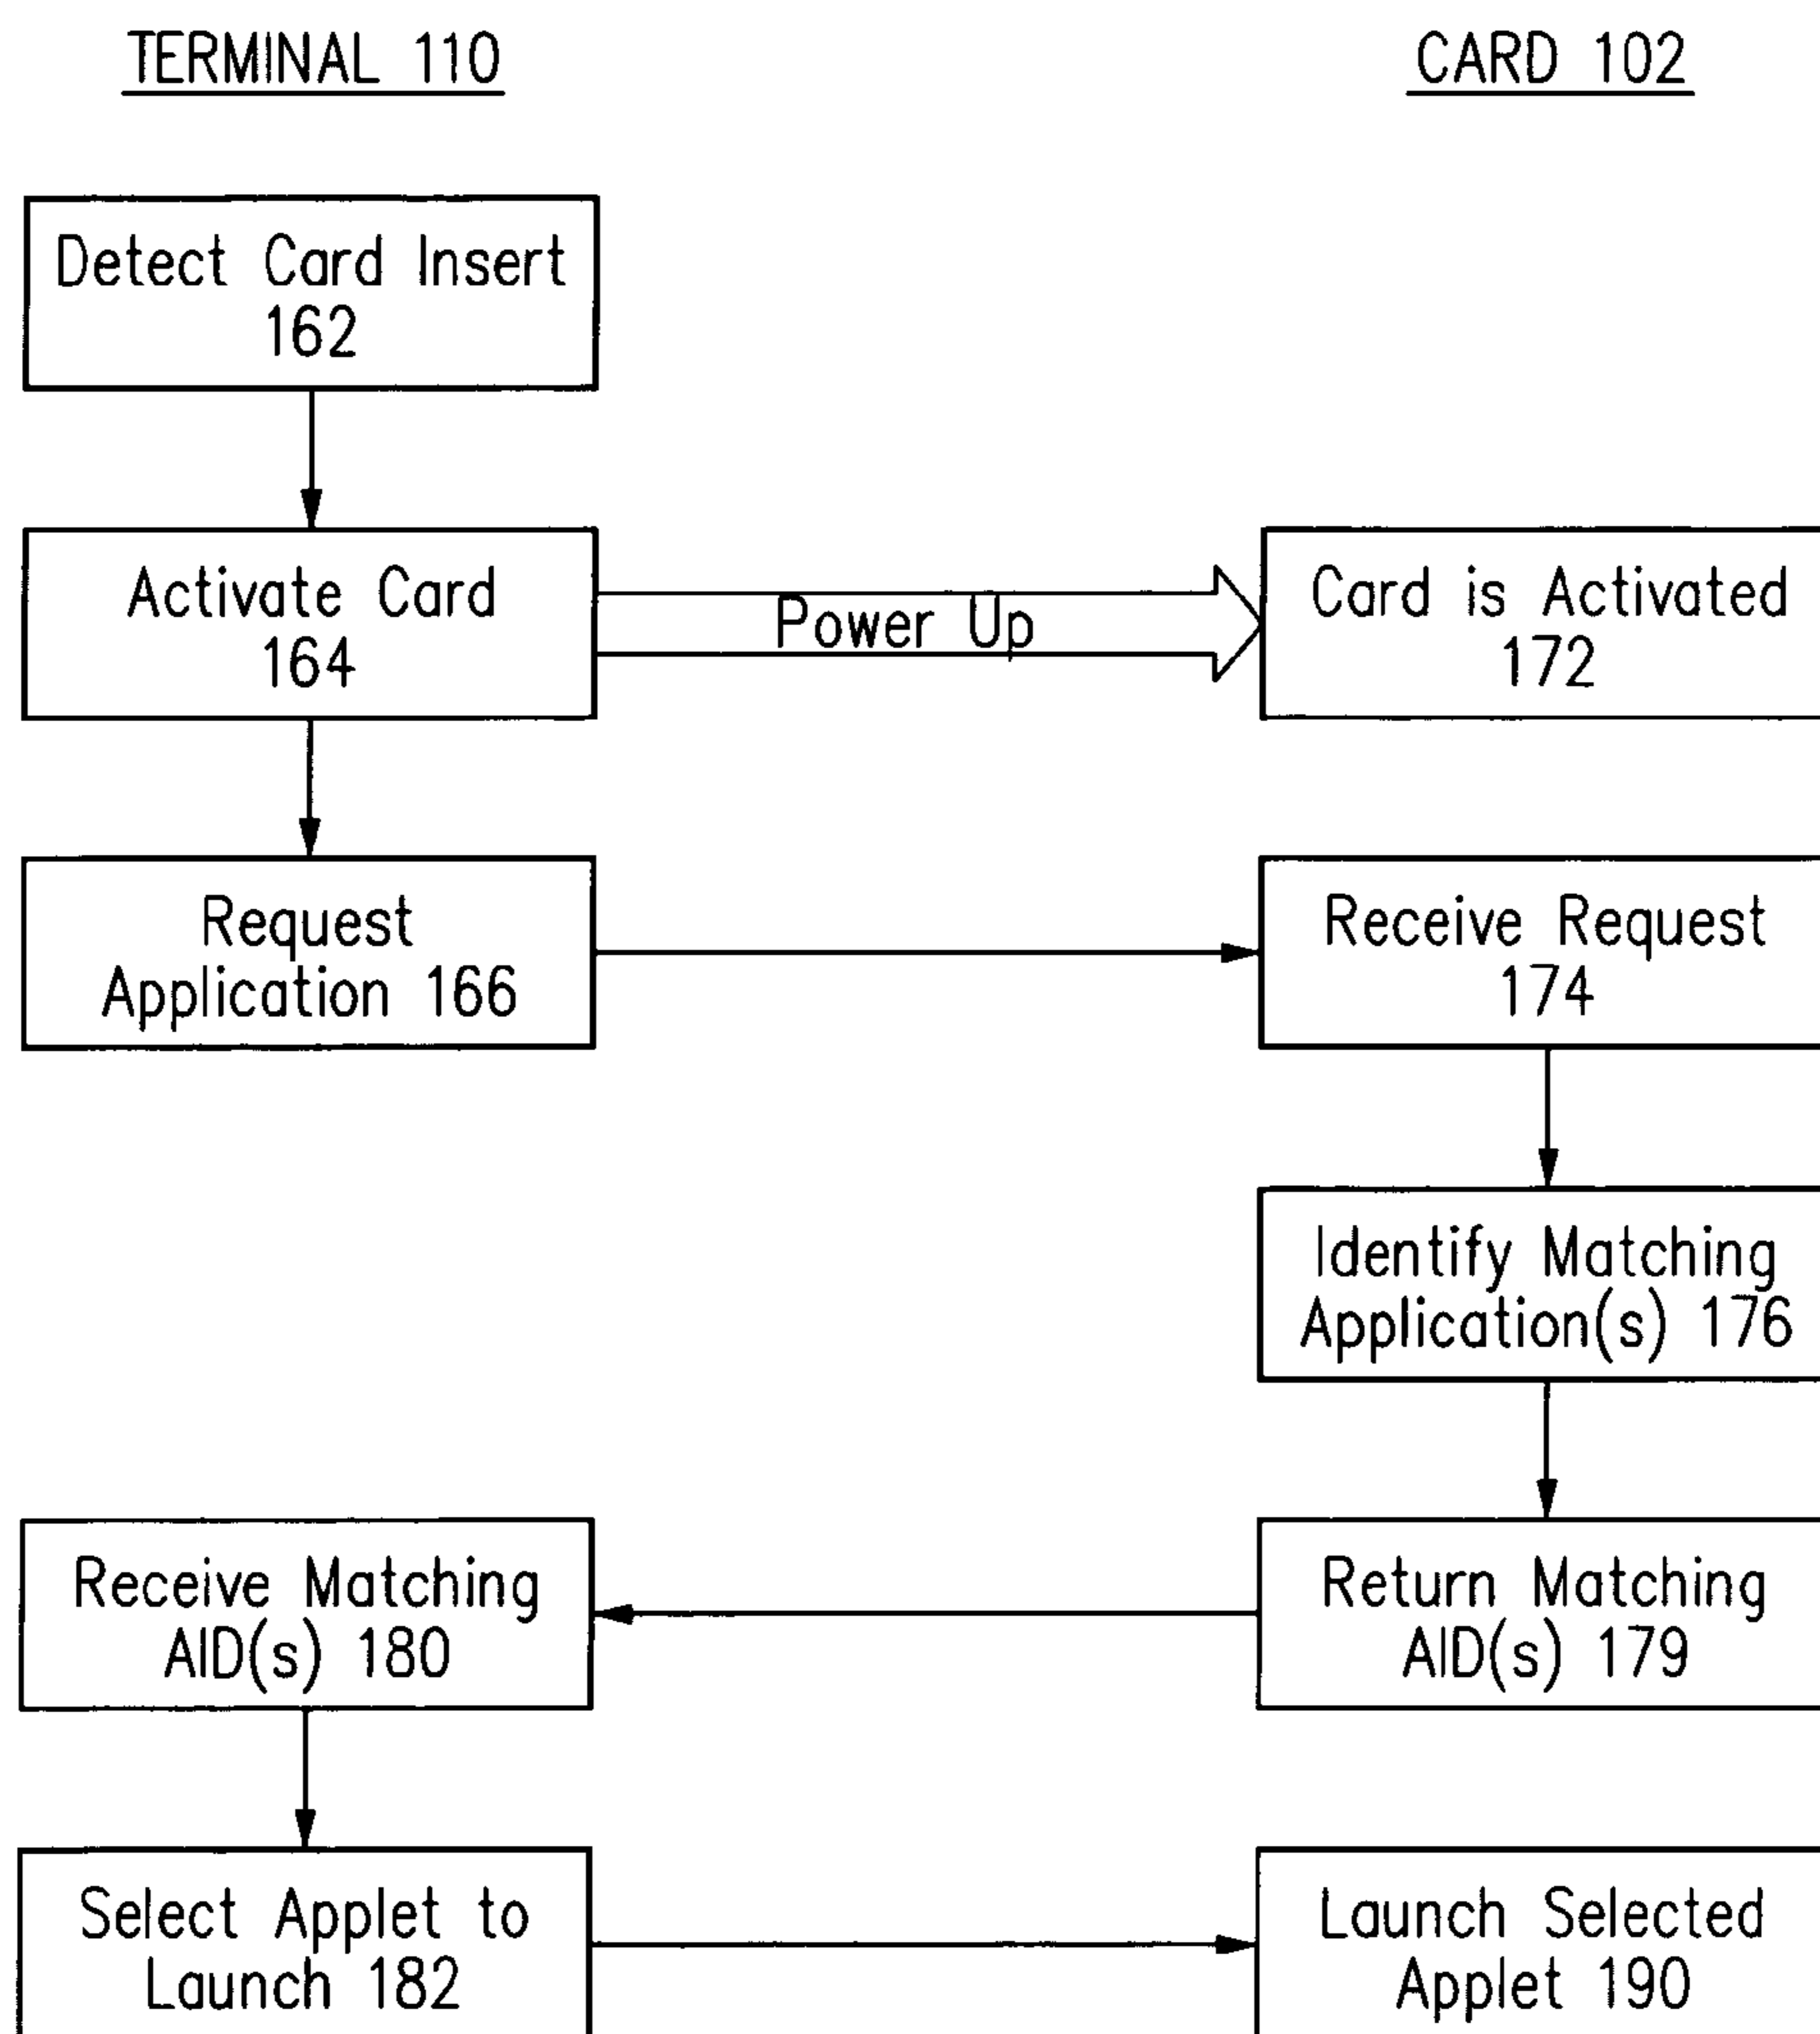 TERMINAL 110
CARD 102
Detect Card Insert
162
Activate Card
164
Power Up
Card is Activated
172
Request
Application 166
Receive Request
174
Identify Matching
Application(s) 176
Receive Matching
AID(s) 180
Return Matching
AID(s) 179
Select Applet to
Launch 182
Launch Selected
Applet 190